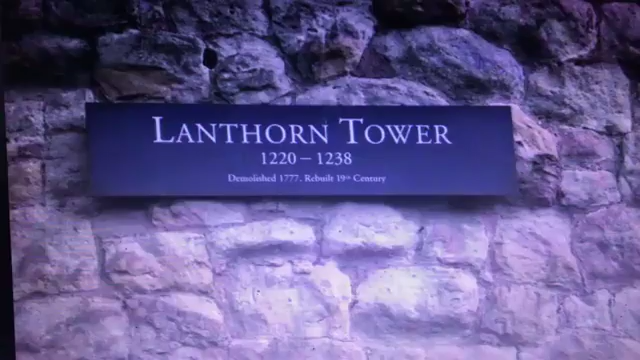 LANTHORN TOWER
1220 – 1238
Demolished 1777, Rebuilt 19th Century